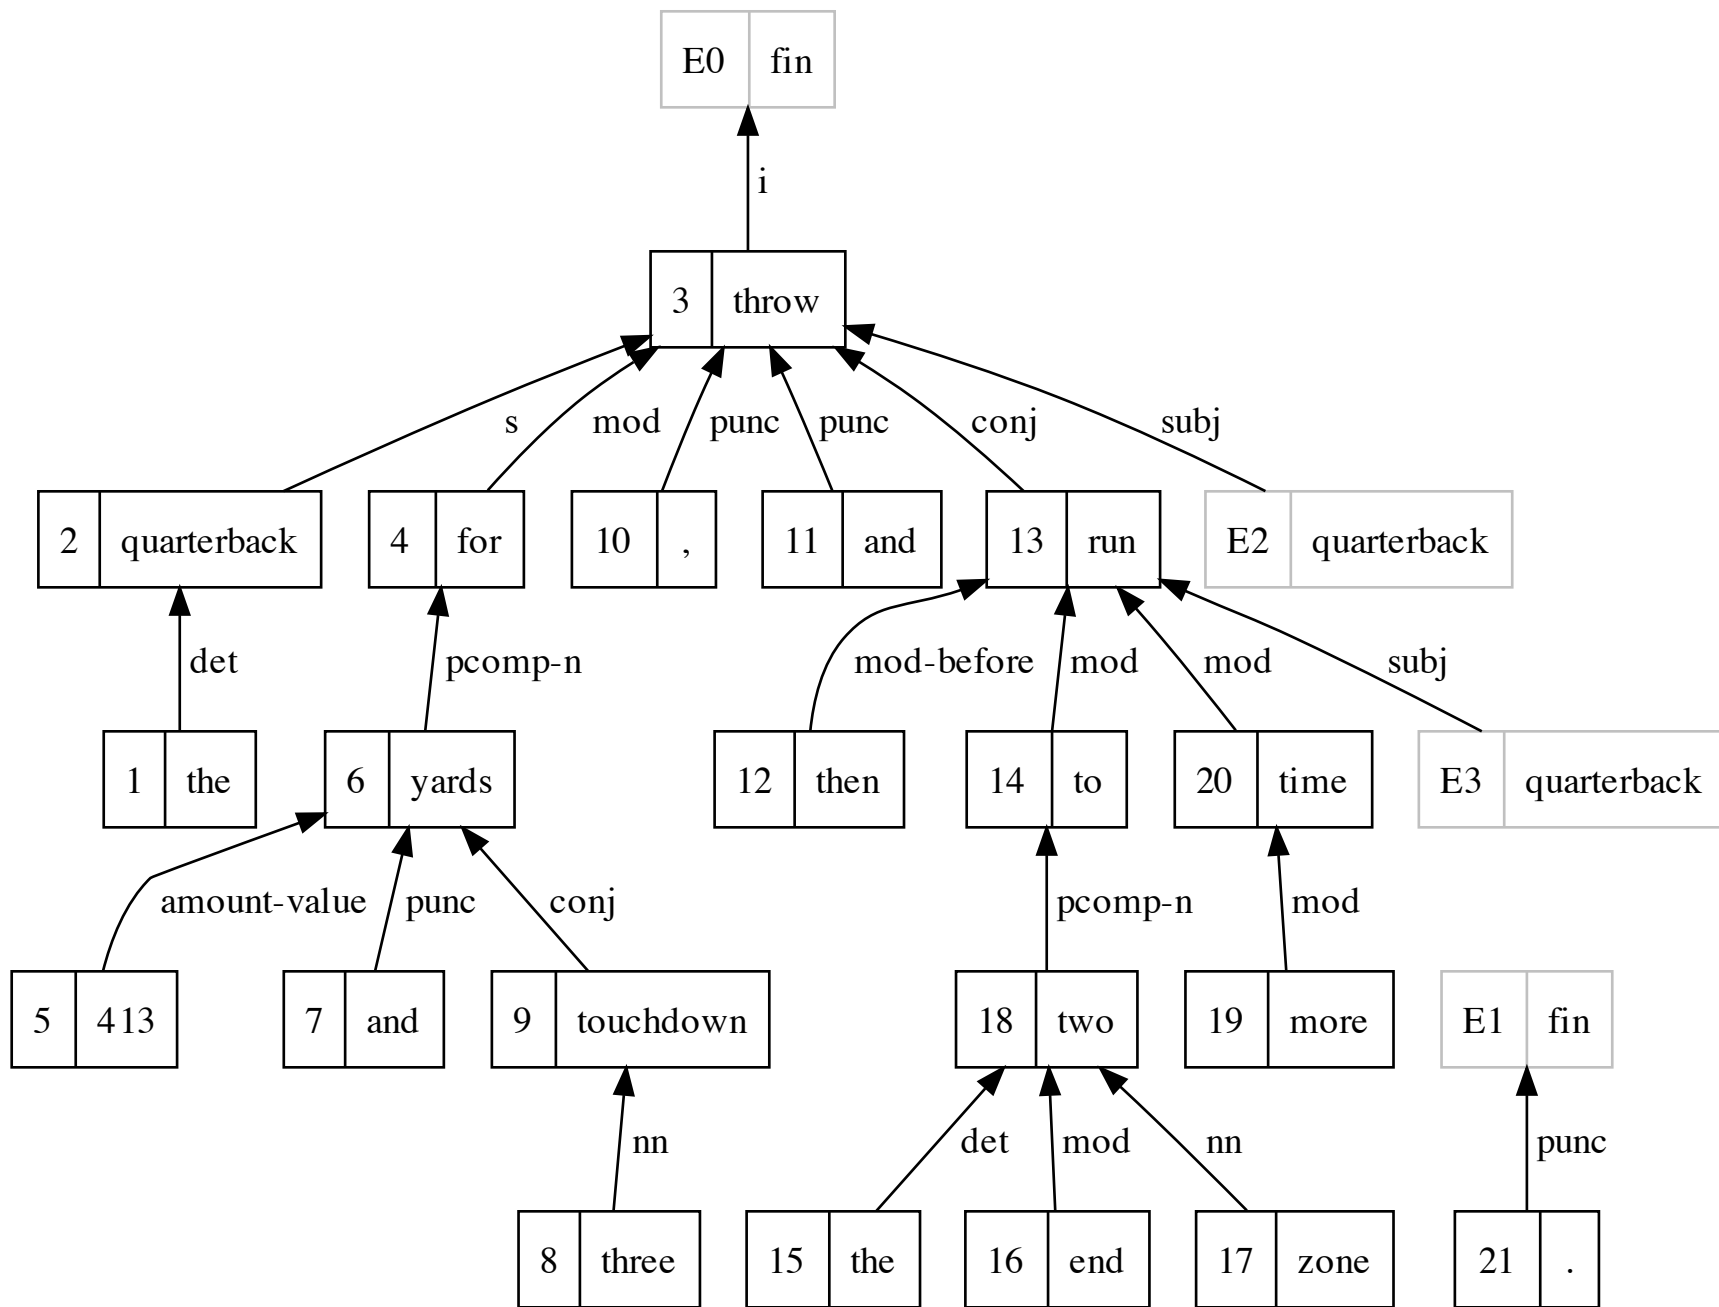 E0 fin
i
3 throw
s mod punc punc conj subj
2 quarterback 4 for 10 , 11 and 13 run E2 quarterback
det pcomp-n mod-before mod mod subj
1 the 6 yards 12 then 14 to 20 time E3 quarterback
amount-value punc conj pcomp-n mod
5 413 7 and 9 touchdown 18 two 19 more E1 fin
nn det mod nn punc
8 three 15 the 16 end 17 zone 21 .